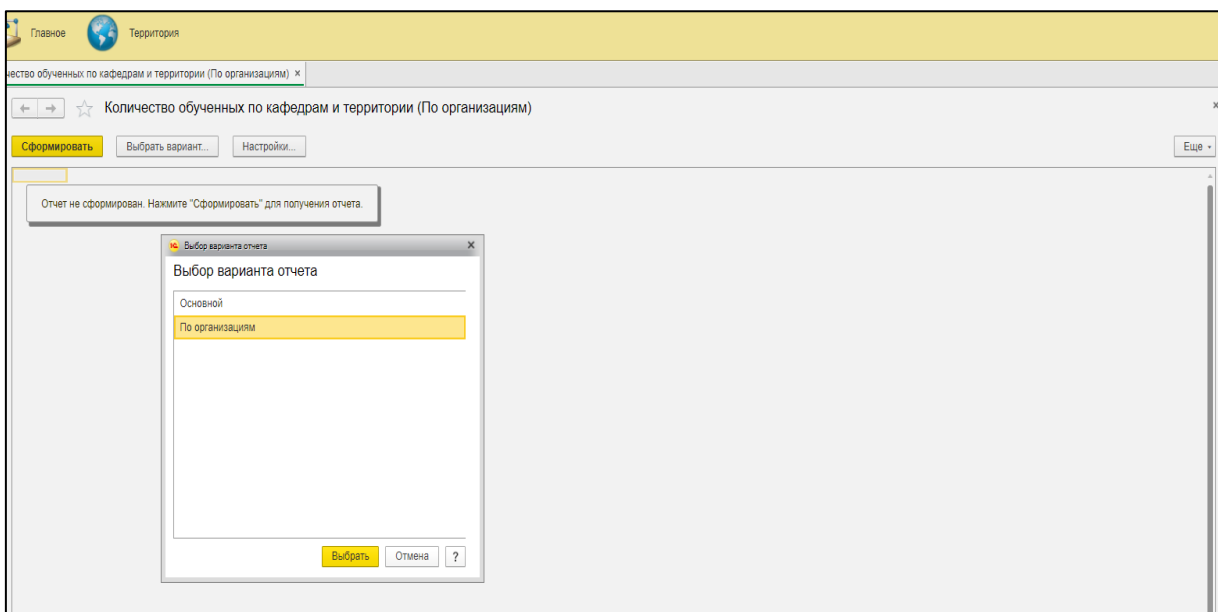 Главное Территория
чество обученных по кафедрам и территории (По организациям) ×
Количество обученных по кафедрам и территории (По организациям)
Сформировать Выбрать вариант... Настройки... Еще
Отчет не сформирован. Нажмите "Сформировать" для получения отчета.
1С Выбор варианта отчета
Выбор варианта отчета
Основной
По организациям
Выбрать Отмена ?